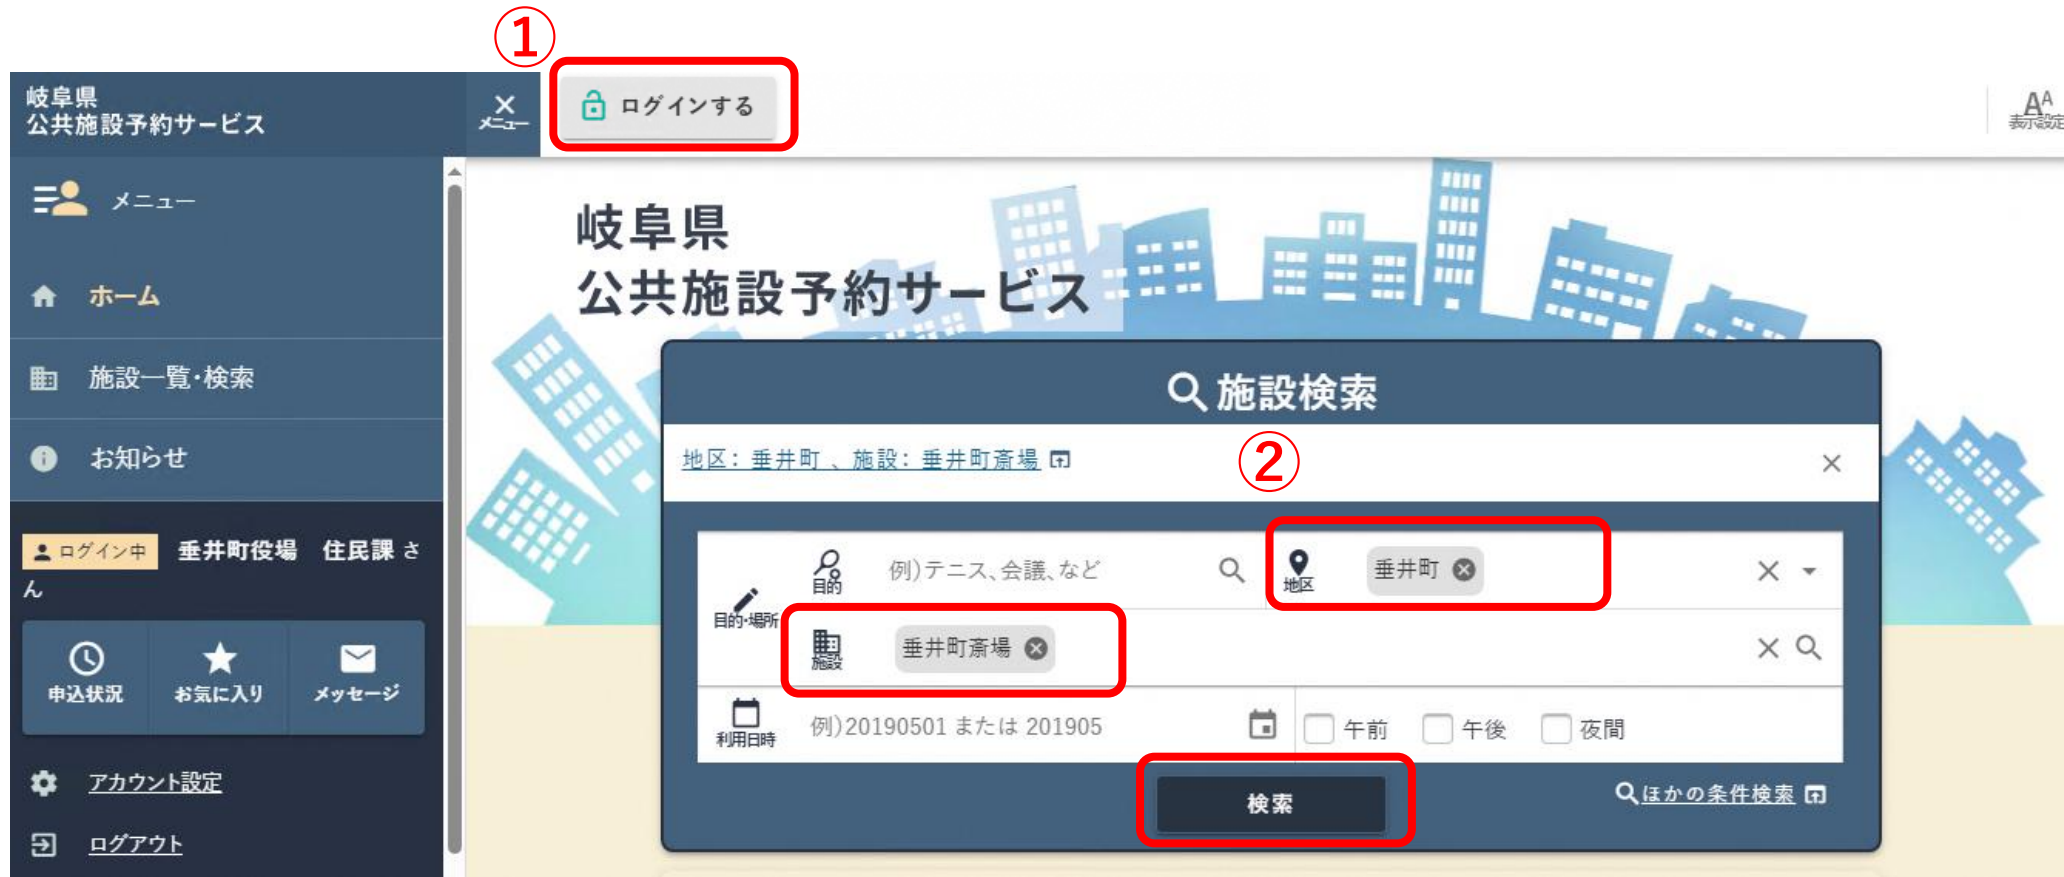 ①
岐阜県
公共施設予約サービス
メニュー
ログインする
AA
表示設定
メニュー
ホーム
施設一覧・検索
お知らせ
ログイン中 垂井町役場 住民課 さ
ん
申込状況 お気に入り メッセージ
アカウント設定
ログアウト
岐阜県
公共施設予約サービス
施設検索
地区: 垂井町 、施設: 垂井町斎場
②
目的・場所
目的 例)テニス、会議、など
地区 垂井町
施設 垂井町斎場
利用日時 例)20190501 または 201905
午前 午後 夜間
検索
ほかの条件検索